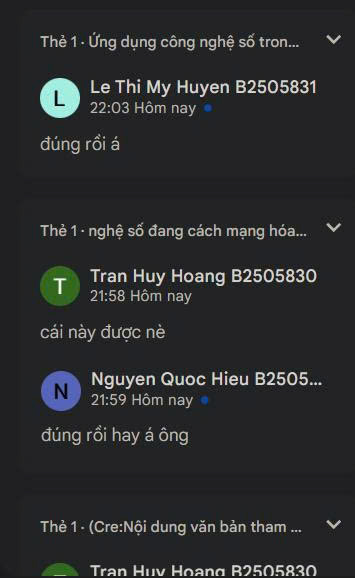 Thẻ 1 · Ứng dụng công nghệ số tron...
L
Le Thi My Huyen B2505831
22:03 Hôm nay
đúng rồi á
Thẻ 1 · nghệ số đang cách mạng hóa...
T
Tran Huy Hoang B2505830
21:58 Hôm nay
cái này được nè
N
Nguyen Quoc Hieu B2505...
21:59 Hôm nay
đúng rồi hay á ông
Thẻ 1 · (Cre:Nội dung văn bản tham ...
Tran Huy Hoang B2505830